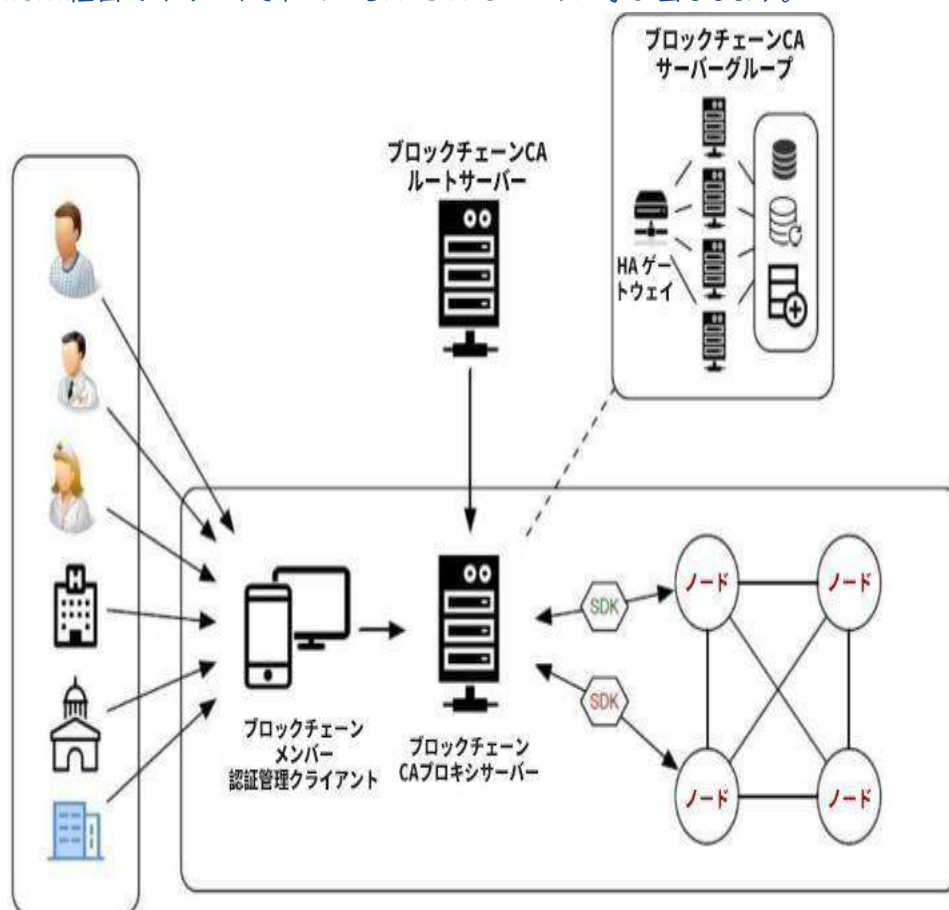 ブロックチェーンCA
サーバーグループ
HA ゲー
トウェイ
ブロックチェーンCA
ルートサーバー
H
SDK
SDK
ノード
ノード
ノード
ノード
ブロックチェーン
メンバー
認証管理クライアント
ブロックチェーン
CAプロキシサーバー